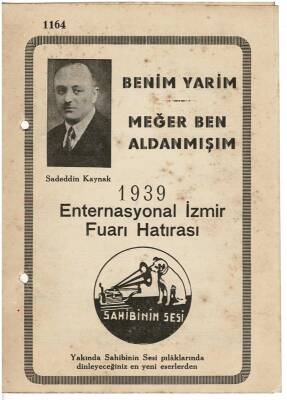 1164
BENİM YARİM
MEĞER BEN
ALDANMIŞIM
Sadeddin Kaynak
1939
Enternasyonal İzmir
Fuarı Hatırası
SAHİBİNİN SESİ
Yakında Sahibinin Sesi plâklarında
dinleyeceğiniz en yeni eserlerden